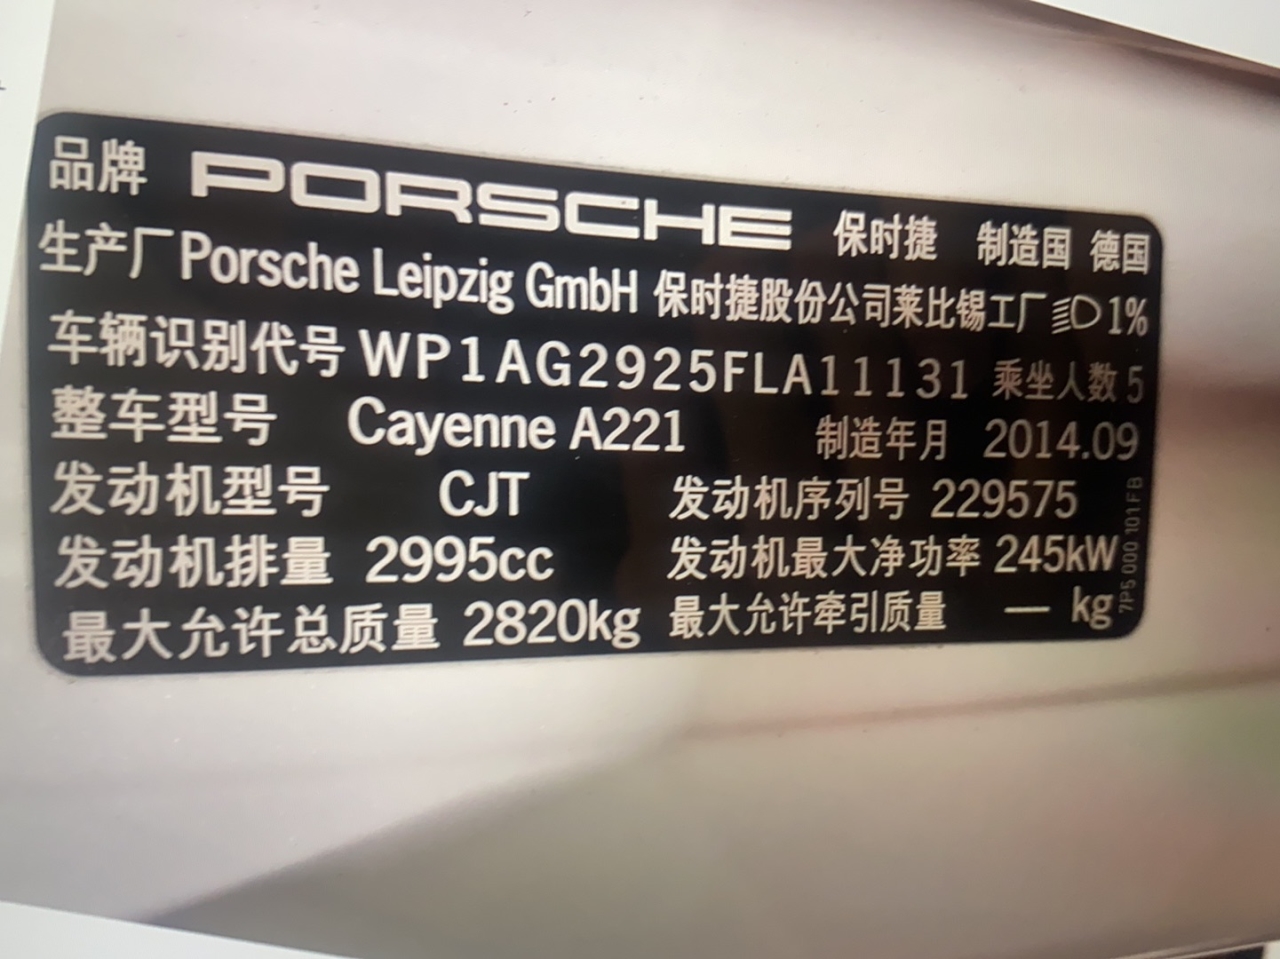 品牌 PORSCHE 保时捷 制造国 德国
生产厂 Porsche Leipzig GmbH 保时捷股份公司莱比锡工厂 1%
车辆识别代号 WP1AG2925FLA11131 乘坐人数 5
整车型号 Cayenne A221 制造年月 2014.09
发动机型号 CJT 发动机序列号 229575
发动机排量 2995cc 发动机最大净功率 245kW
最大允许总质量 2820kg 最大允许牵引质量 — kg
7P5 000 101 FB